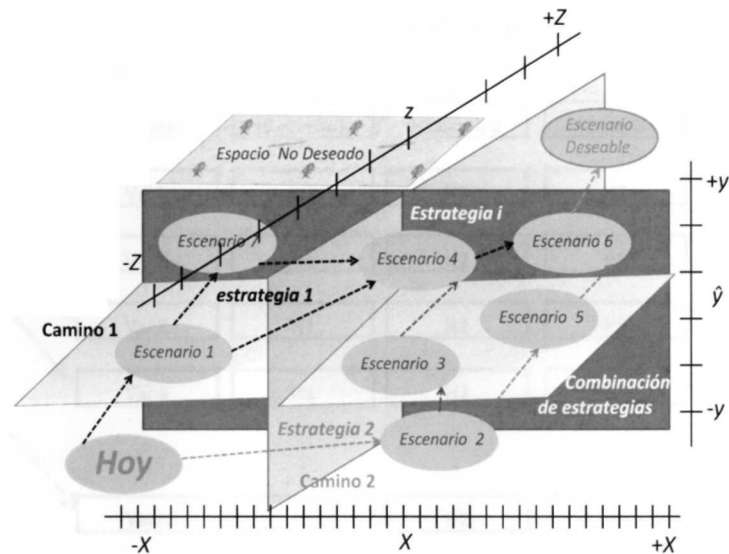 +Z
z
Escenario
Deseable
Espacio No Deseado
+y
Estrategia i
Escenario 7
Escenario 6
-Z
Escenario 4
estrategia 1
ŷ
Camino 1
Escenario 5
Escenario 1
Escenario 3
Combinación
de estrategias
-y
Estrategia 2
Escenario 2
Hoy
Camino 2
-X
X
+X